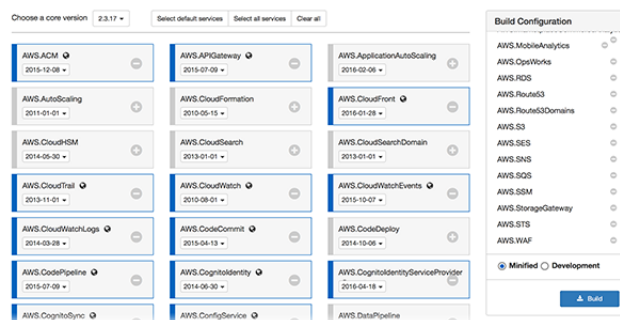 Choose a core version 2.3.17 Select default services Select all services Clear all
AWS.ACM
2015-12-08
AWS.APIGateway
2015-07-09
AWS.ApplicationAutoScaling
2016-02-06
AWS.AutoScaling
2011-01-01
AWS.CloudFormation
2010-05-15
AWS.CloudFront
2016-01-28
AWS.CloudHSM
2014-05-30
AWS.CloudSearch
2013-01-01
AWS.CloudSearchDomain
2013-01-01
AWS.CloudTrail
2013-11-01
AWS.CloudWatch
2010-08-01
AWS.CloudWatchEvents
2015-10-07
AWS.CloudWatchLogs
2014-03-28
AWS.CodeCommit
2015-04-13
AWS.CodeDeploy
2014-10-06
AWS.CodePipeline
2015-07-09
AWS.CognitoIdentity
2014-06-30
AWS.CognitoIdentityServiceProvider
2016-04-18
AWS.CognitoSync
AWS.ConfigService
AWS.DataPipeline
Build Configuration
AWS.MobileAnalytics
AWS.OpsWorks
AWS.RDS
AWS.Route53
AWS.Route53Domains
AWS.S3
AWS.SES
AWS.SNS
AWS.SQS
AWS.SSM
AWS.StorageGateway
AWS.STS
AWS.WAF
Minified Development
Build